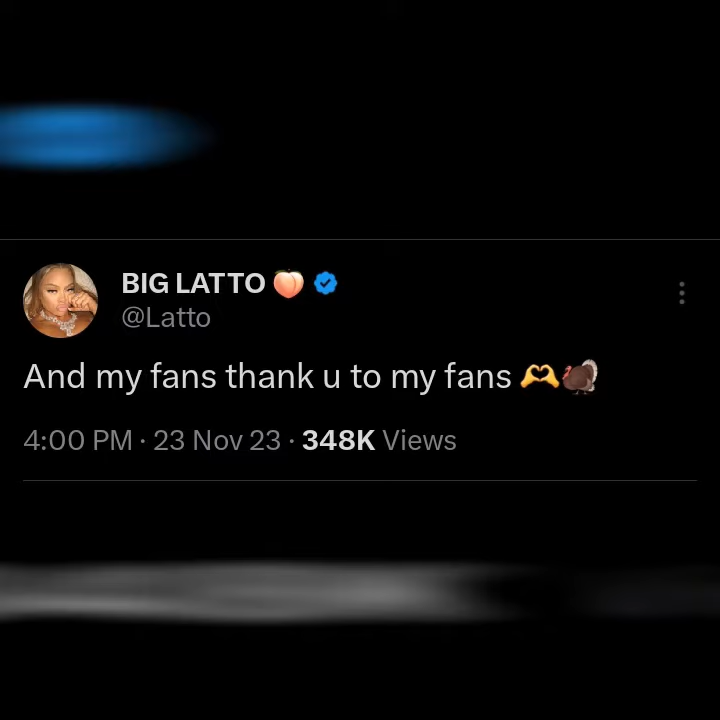 BIG LATTO 🍑
@Latto
And my fans thank u to my fans 🫶🦃
4:00 PM · 23 Nov 23 · 348K Views